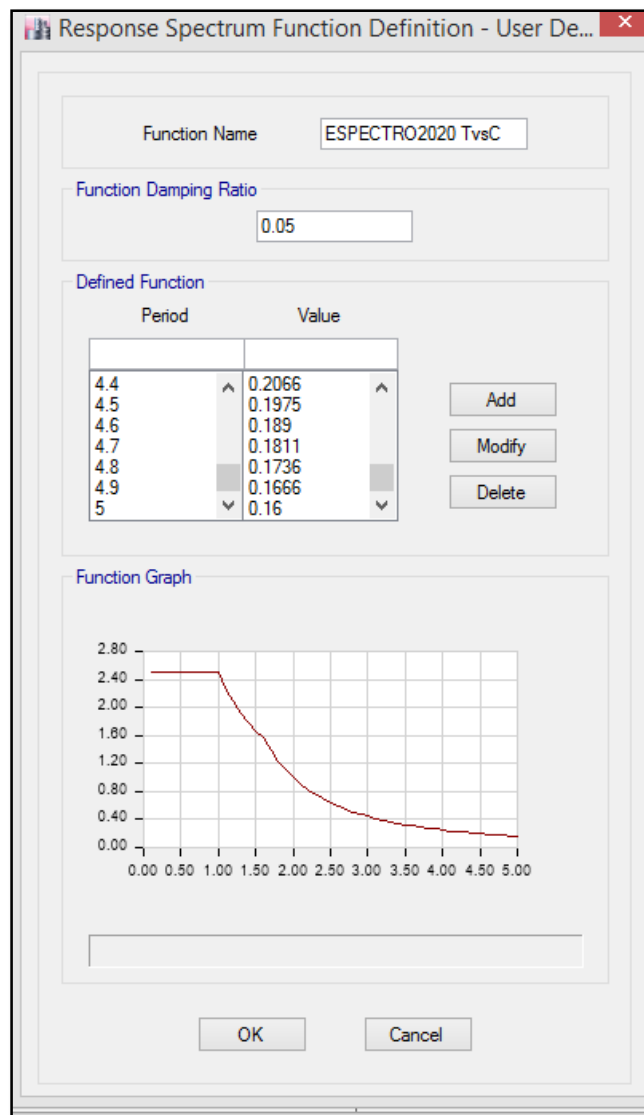 Response Spectrum Function Definition - User De...
Function Name
ESPECTRO2020 TvsC
Function Damping Ratio
0.05
Defined Function
Period Value
4.4 0.2066
4.5 0.1975
4.6 0.189
4.7 0.1811
4.8 0.1736
4.9 0.1666
5 0.16
Add
Modify
Delete
Function Graph
2.80
2.40
2.00
1.60
1.20
0.80
0.40
0.00
0.00 0.50 1.00 1.50 2.00 2.50 3.00 3.50 4.00 4.50 5.00
OK Cancel